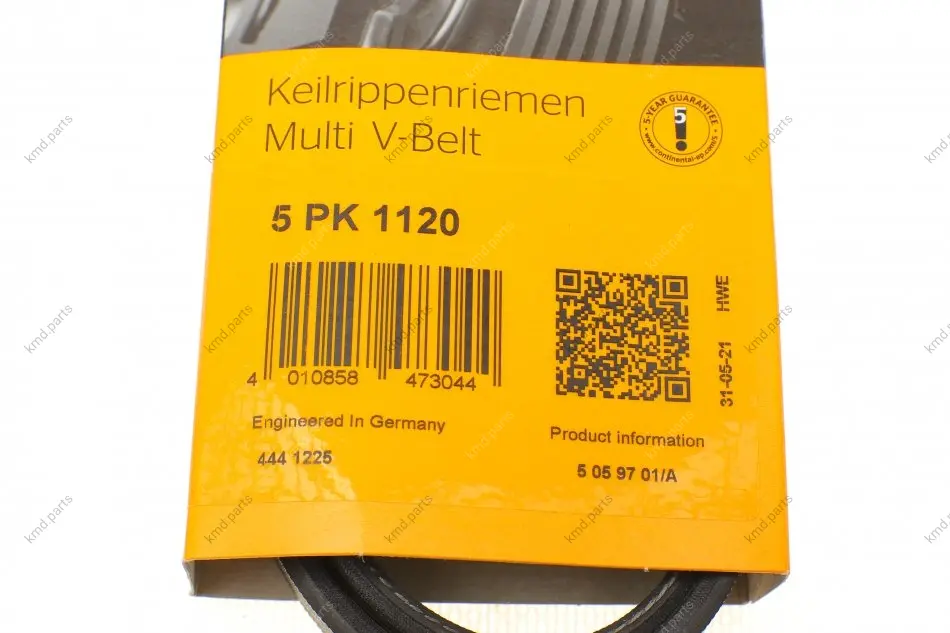 Keilrippenriemen
Multi V-Belt
5-YEAR GUARANTEE
5
www.continental-ep.com/5
5 PK 1120
4 010858 473044
HWE
31-05-21
Engineered In Germany
444 1225
Product information
5 05 97 01/A
kmd.parts